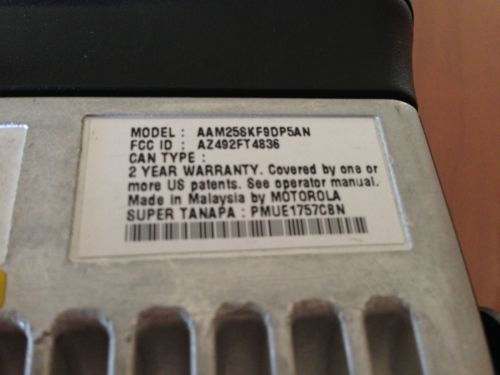 MODEL : AAM25SKF9DP5AN
FCC ID : AZ492FT4836
CAN TYPE :
2 YEAR WARRANTY. Covered by one or
more US patents. See operator manual.
Made in Malaysia by MOTOROLA
SUPER TANAPA : PMUE1757CBN